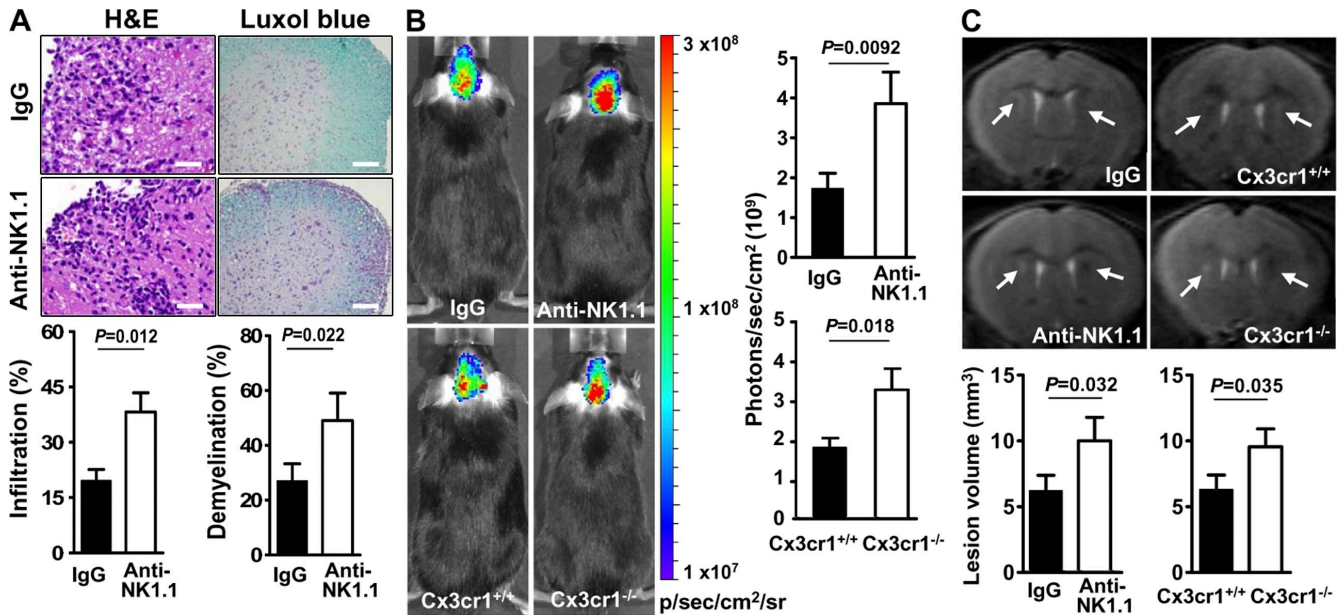 A
H&E
Luxol blue
IgG
Anti-NK1.1
Infiltration (%)
60
45
30
15
0
P=0.012
IgG
Anti-
NK1.1
Demyelination (%)
80
60
40
20
0
P=0.022
IgG
Anti-
NK1.1
B
IgG
Anti-NK1.1
Cx3cr1+/+
Cx3cr1-/-
3 x10⁸
1 x10⁸
1 x10⁷
p/sec/cm²/sr
Photons/sec/cm² (10⁹)
P=0.0092
5
4
3
2
1
0
IgG
Anti-
NK1.1
P=0.018
5
4
3
2
1
0
Cx3cr1+/+ Cx3cr1-/-
C
IgG
Cx3cr1+/+
Anti-NK1.1
Cx3cr1-/-
Lesion volume (mm³)
15
10
5
0
P=0.032
IgG
Anti-
NK1.1
15
10
5
0
P=0.035
Cx3cr1+/+ Cx3cr1-/-